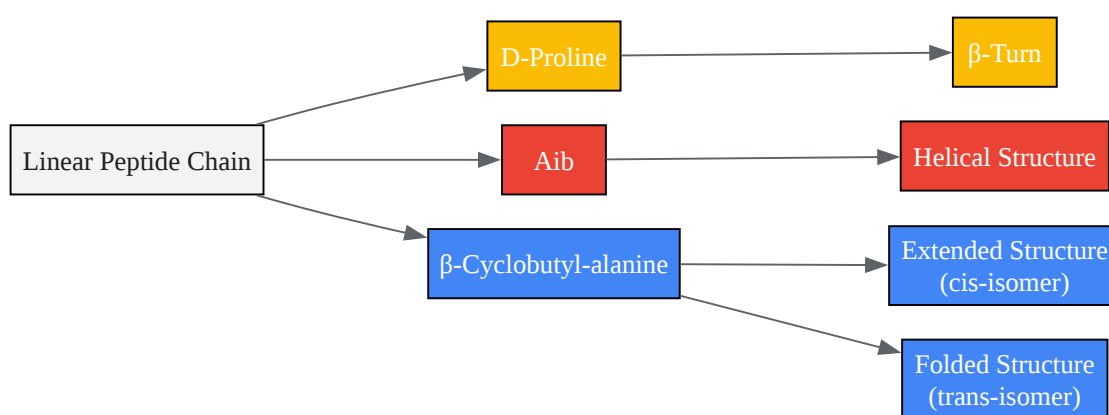 D-Proline
β-Turn
Linear Peptide Chain
Aib
Helical Structure
β-Cyclobutyl-alanine
Extended Structure
(cis-isomer)
Folded Structure
(trans-isomer)